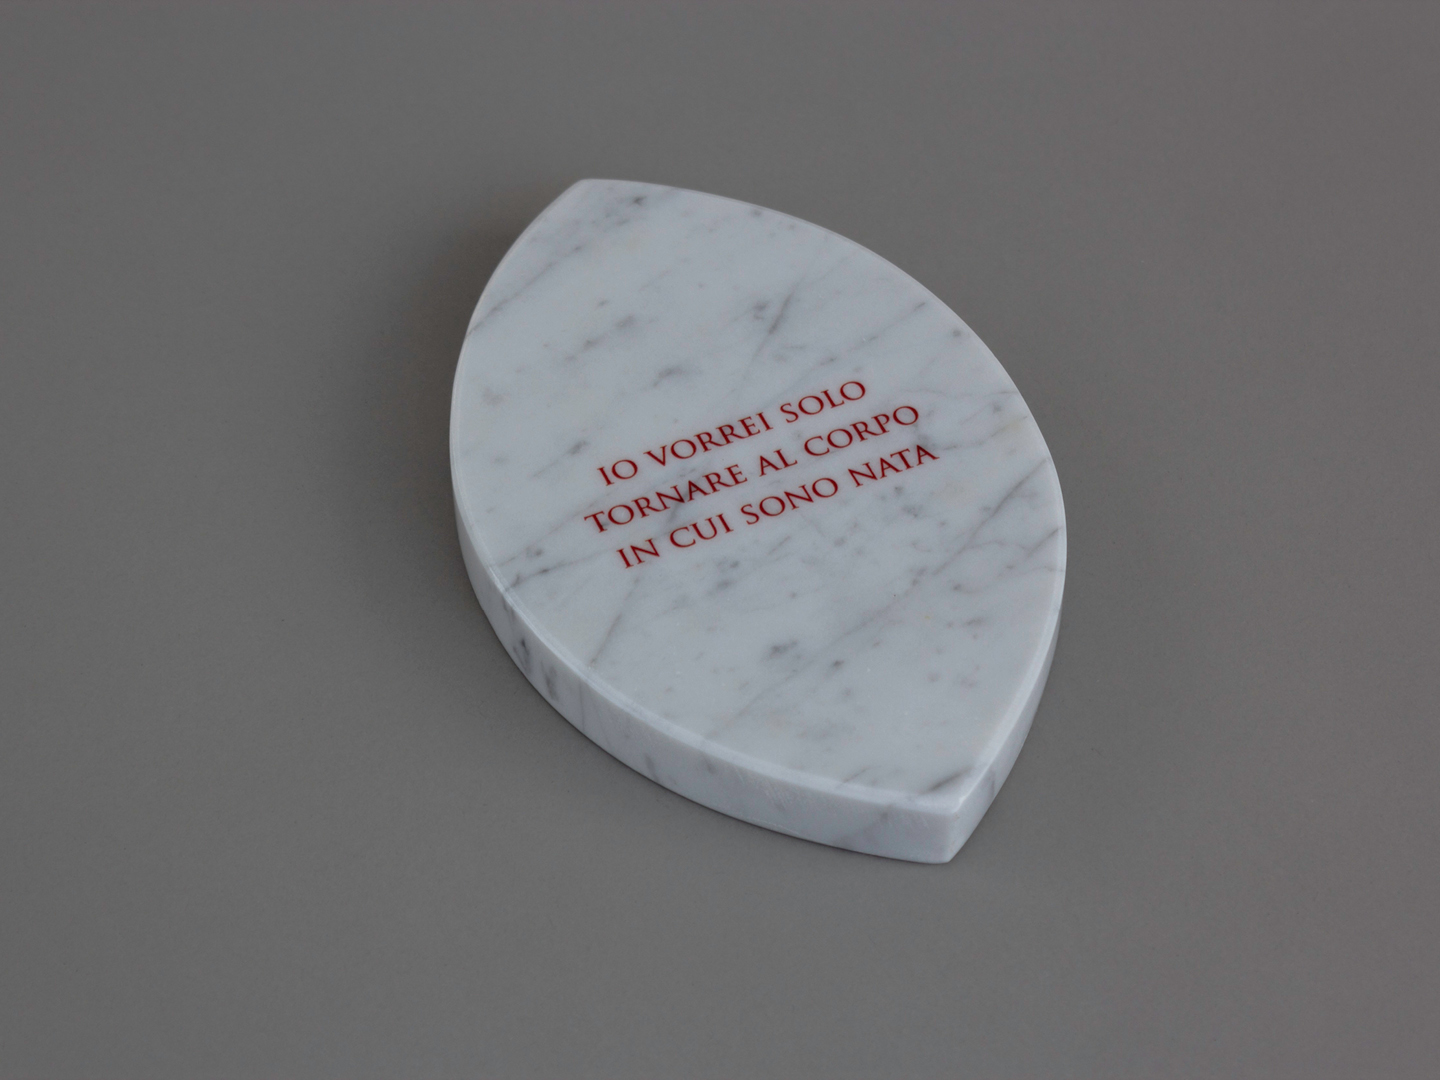 IO VORREI SOLO
TORNARE AL CORPO
IN CUI SONO NATA